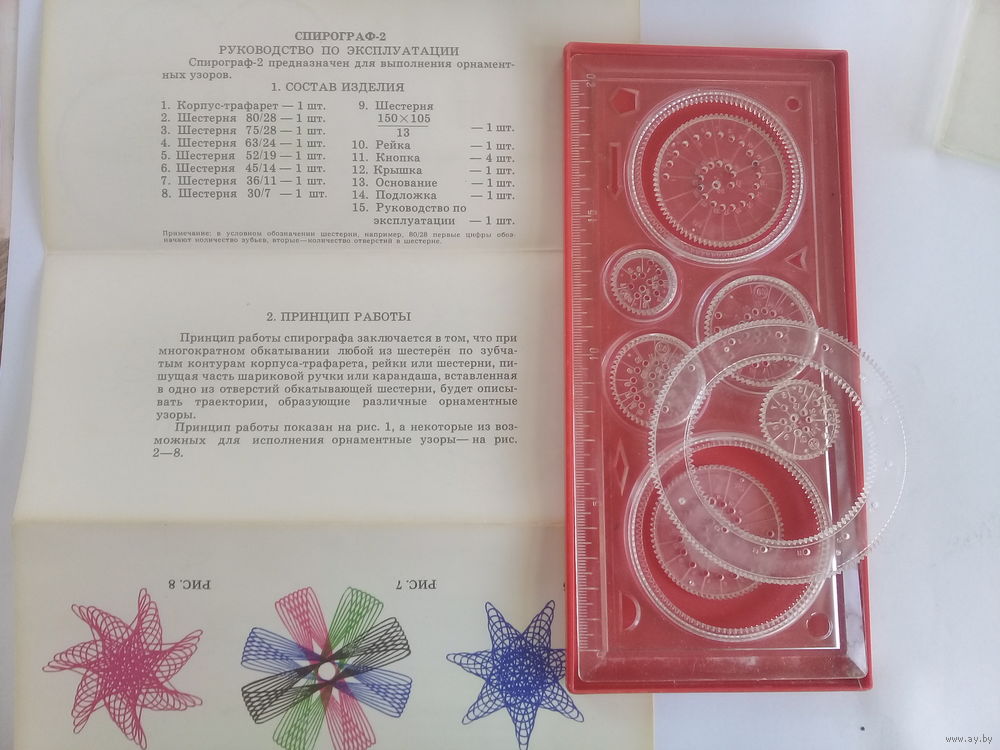 СПИРОГРАФ-2
РУКОВОДСТВО ПО ЭКСПЛУАТАЦИИ
Спирограф-2 предназначен для выполнения орнамент-
ных узоров.
1. СОСТАВ ИЗДЕЛИЯ
1. Корпус-трафарет — 1 шт.
2. Шестерня 80/28 — 1 шт.
3. Шестерня 75/28 — 1 шт.
4. Шестерня 63/24 — 1 шт.
5. Шестерня 52/19 — 1 шт.
6. Шестерня 45/14 — 1 шт.
7. Шестерня 36/11 — 1 шт.
8. Шестерня 30/7 — 1 шт.
9. Шестерня
150×105
13 — 1 шт.
10. Рейка — 1 шт.
11. Кнопка — 4 шт.
12. Крышка — 1 шт.
13. Основание — 1 шт.
14. Подложка — 1 шт.
15. Руководство по
эксплуатации — 1 шт.
Примечание: в условном обозначении шестерни, например, 80/28 первые цифры обоз-
начают количество зубьев, вторые—количество отверстий в шестерне.
2. ПРИНЦИП РАБОТЫ
Принцип работы спирографа заключается в том, что при
многократном обкатывании любой из шестерён по зубча-
тым контурам корпуса-трафарета, рейки или шестерни, пи-
шущая часть шариковой ручки или карандаша, вставленная
в одно из отверстий обкатывающей шестерни, будет описы-
вать траектории, образующие различные орнаментные
узоры.
Принцип работы показан на рис. 1, а некоторые из воз-
можных для исполнения орнаментные узоры—на рис.
2—8.
РИС. 8
РИС. 7
20
15
10
5
www.ay.by